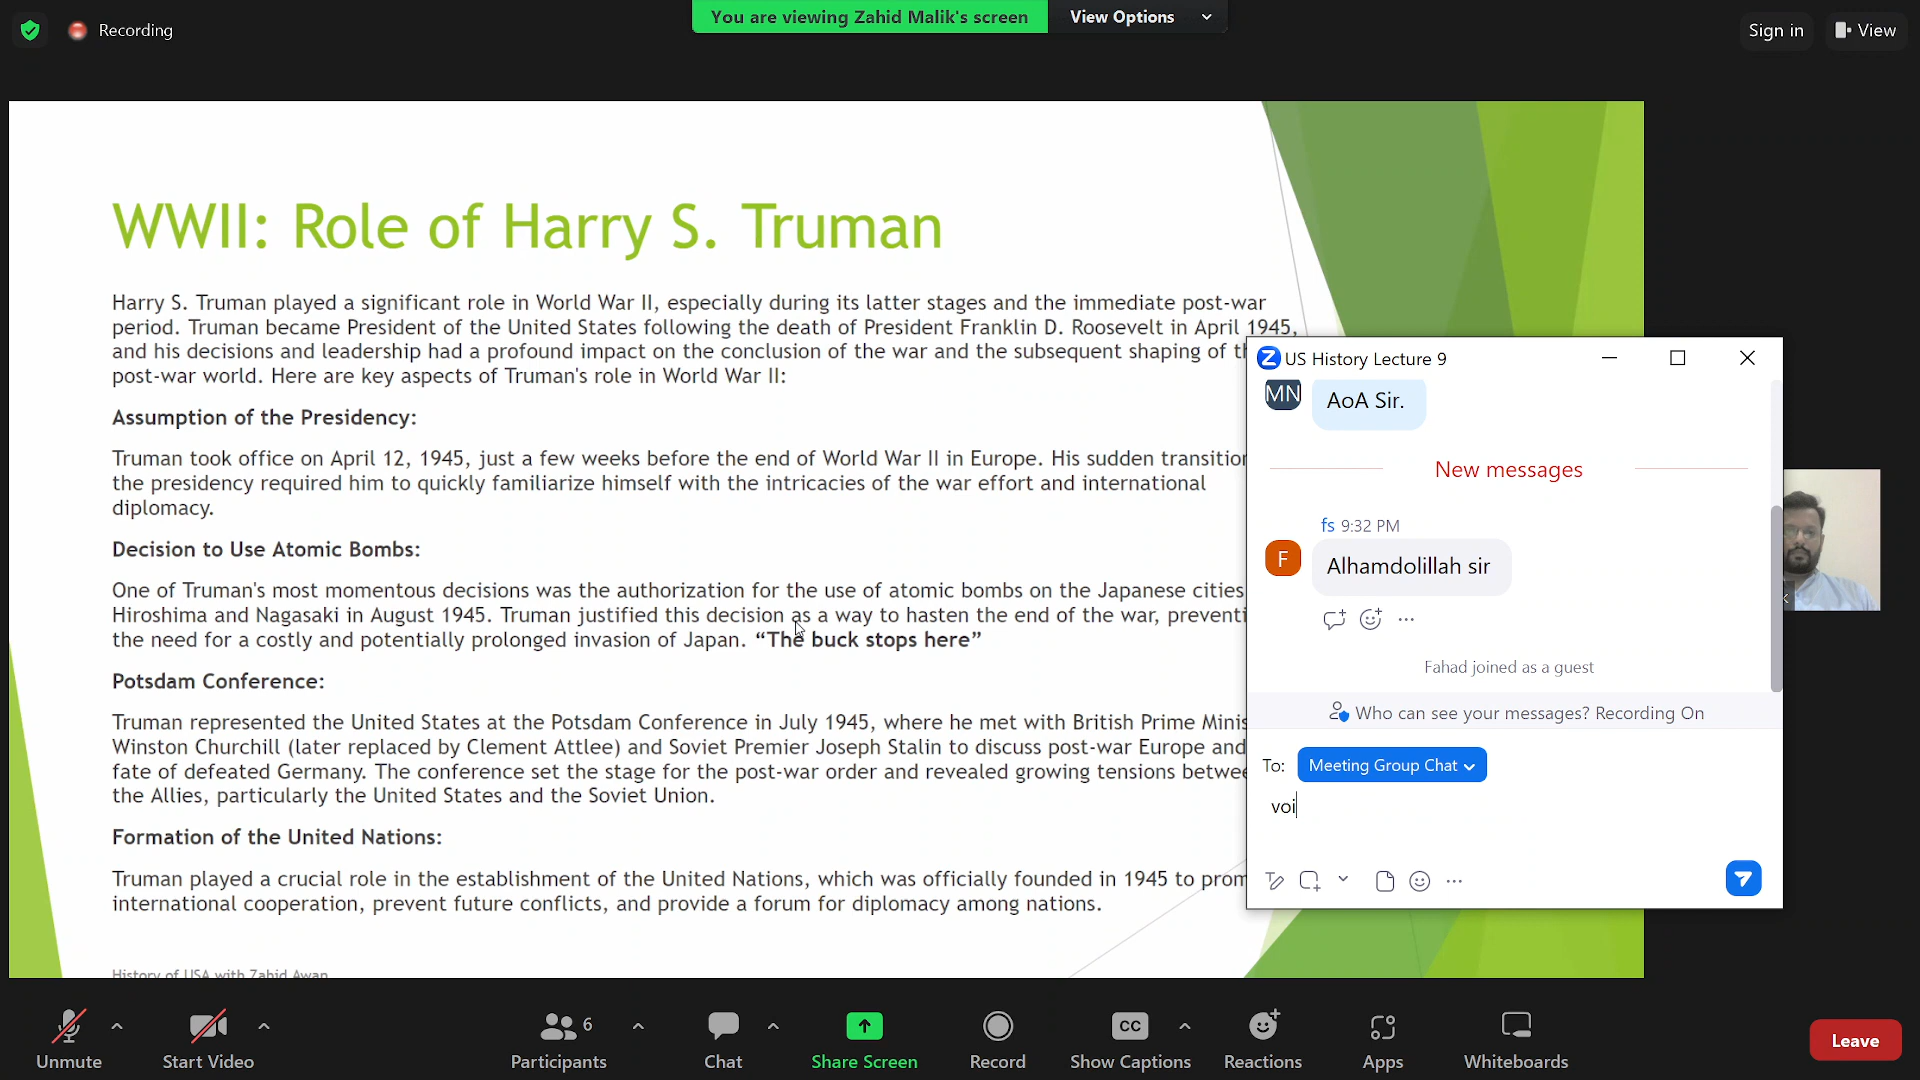 Recording
You are viewing Zahid Malik's screen
View Options
Sign in
View
WWII: Role of Harry S. Truman
Harry S. Truman played a significant role in World War II, especially during its latter stages and the immediate post-war
period. Truman became President of the United States following the death of President Franklin D. Roosevelt in April 1945,
and his decisions and leadership had a profound impact on the conclusion of the war and the subsequent shaping of
post-war world. Here are key aspects of Truman's role in World War II:
Assumption of the Presidency:
Truman took office on April 12, 1945, just a few weeks before the end of World War II in Europe. His sudden transition
the presidency required him to quickly familiarize himself with the intricacies of the war effort and international
diplomacy.
Decision to Use Atomic Bombs:
One of Truman's most momentous decisions was the authorization for the use of atomic bombs on the Japanese cities
Hiroshima and Nagasaki in August 1945. Truman justified this decision as a way to hasten the end of the war, preventi
the need for a costly and potentially prolonged invasion of Japan. “The buck stops here”
Potsdam Conference:
Truman represented the United States at the Potsdam Conference in July 1945, where he met with British Prime Minis
Winston Churchill (later replaced by Clement Attlee) and Soviet Premier Joseph Stalin to discuss post-war Europe and
fate of defeated Germany. The conference set the stage for the post-war order and revealed growing tensions betwee
the Allies, particularly the United States and the Soviet Union.
Formation of the United Nations:
Truman played a crucial role in the establishment of the United Nations, which was officially founded in 1945 to prom
international cooperation, prevent future conflicts, and provide a forum for diplomacy among nations.
History of USA with Zahid Awan
US History Lecture 9
MN
AoA Sir.
New messages
fs 9:32 PM
F
Alhamdolillah sir
Fahad joined as a guest
Who can see your messages? Recording On
To: Meeting Group Chat
voi
Unmute
Start Video
6
Participants
Chat
Share Screen
Record
CC
Show Captions
Reactions
Apps
Whiteboards
Leave